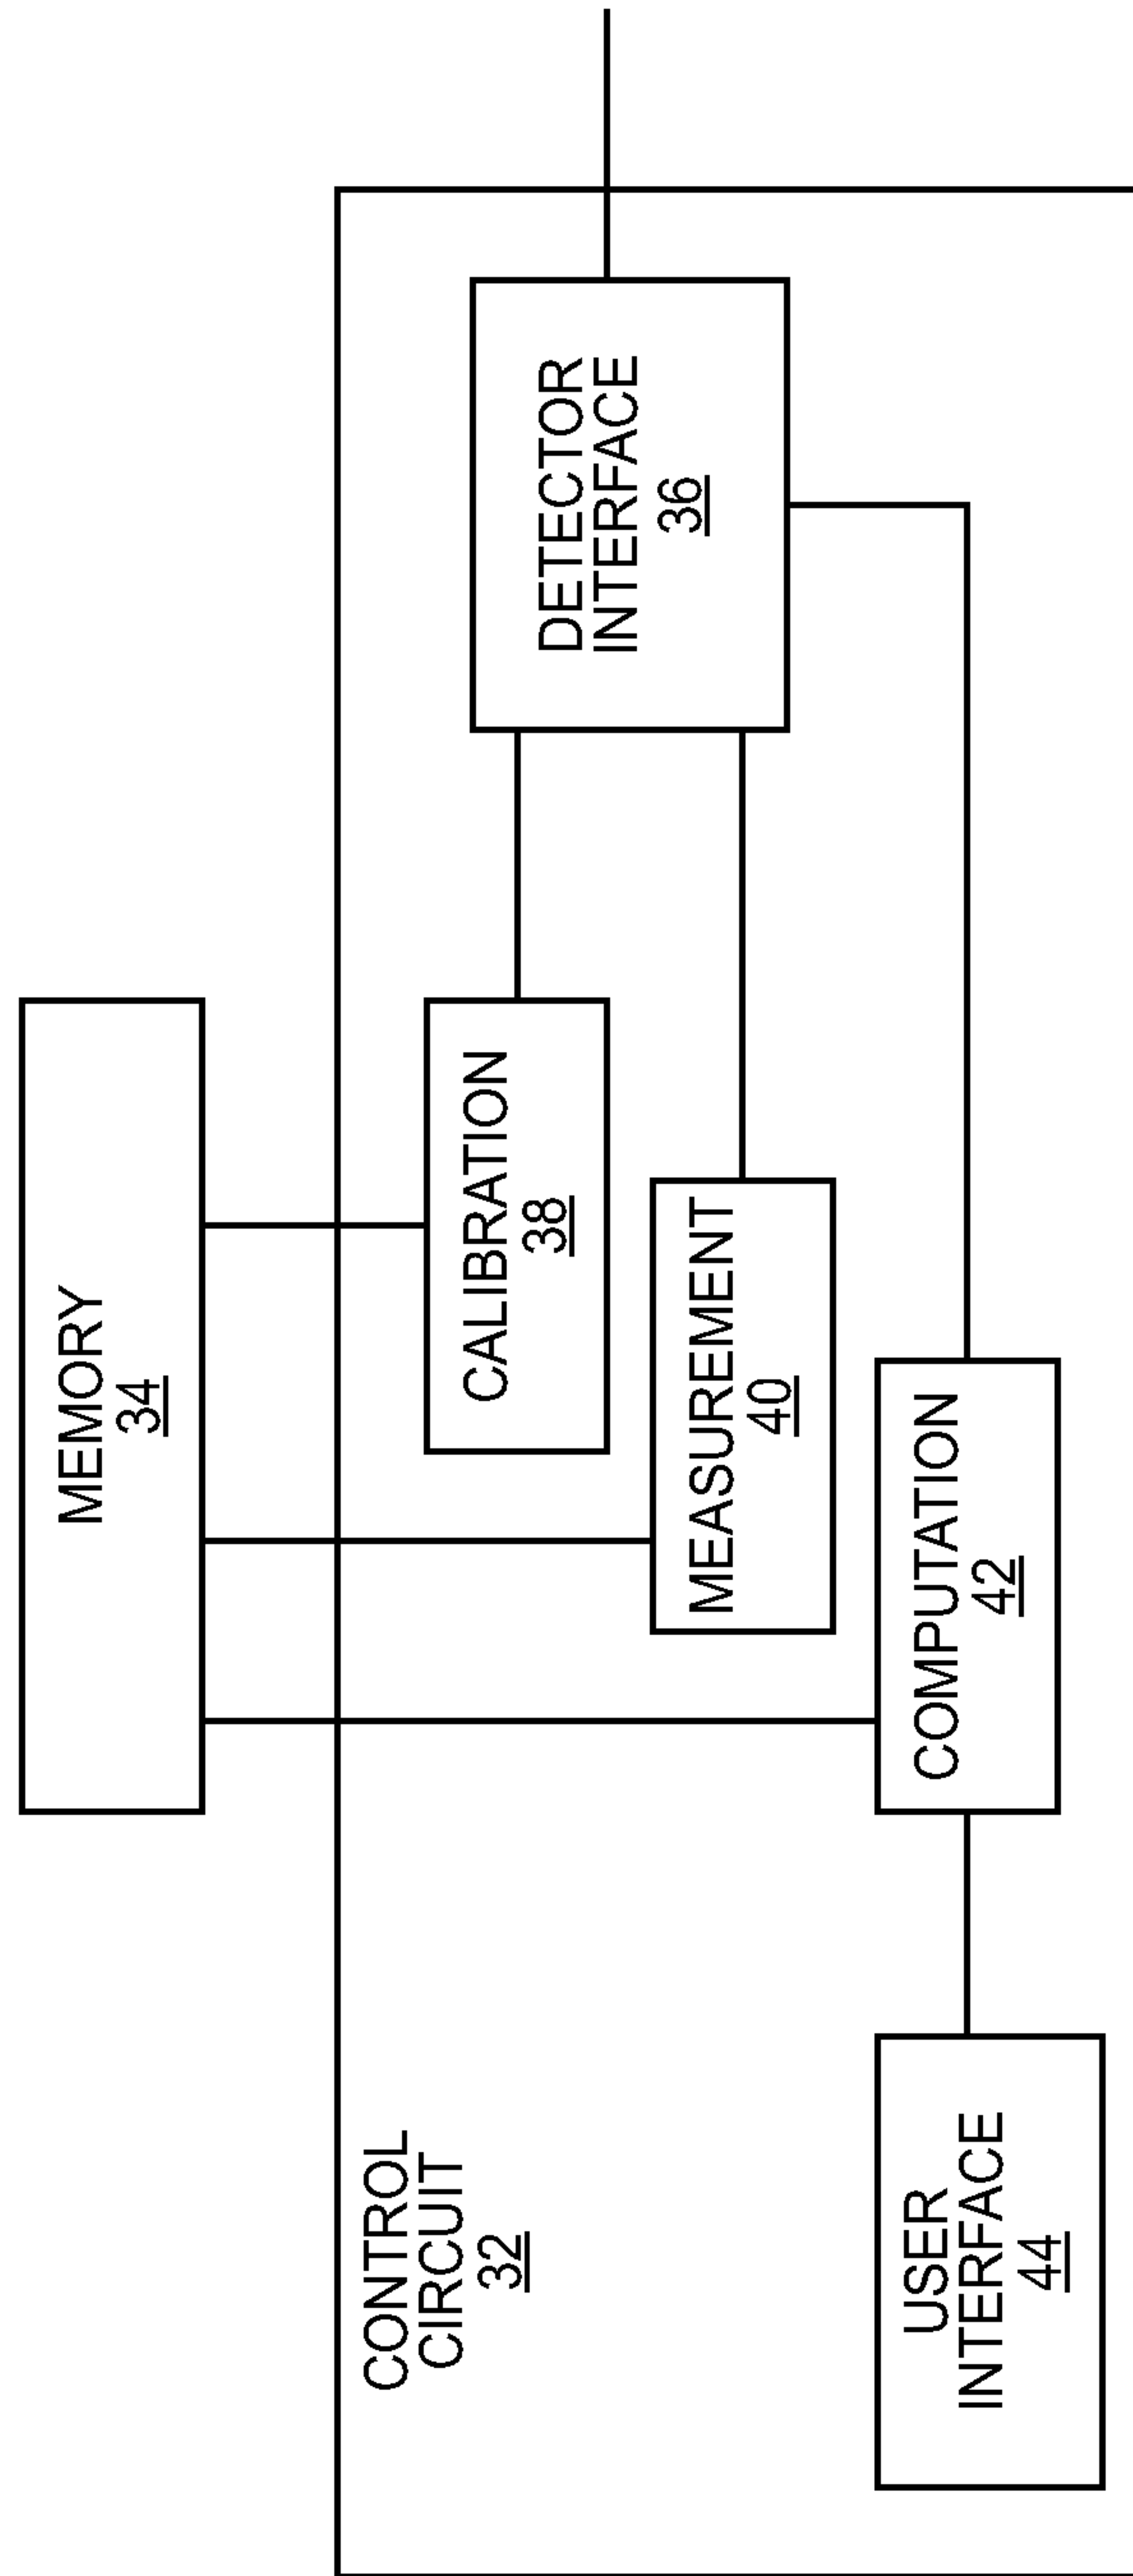 MEMORY
34
CONTROL
CIRCUIT
32
CALIBRATION
38
DETECTOR
INTERFACE
36
MEASUREMENT
40
COMPUTATION
42
USER
INTERFACE
44